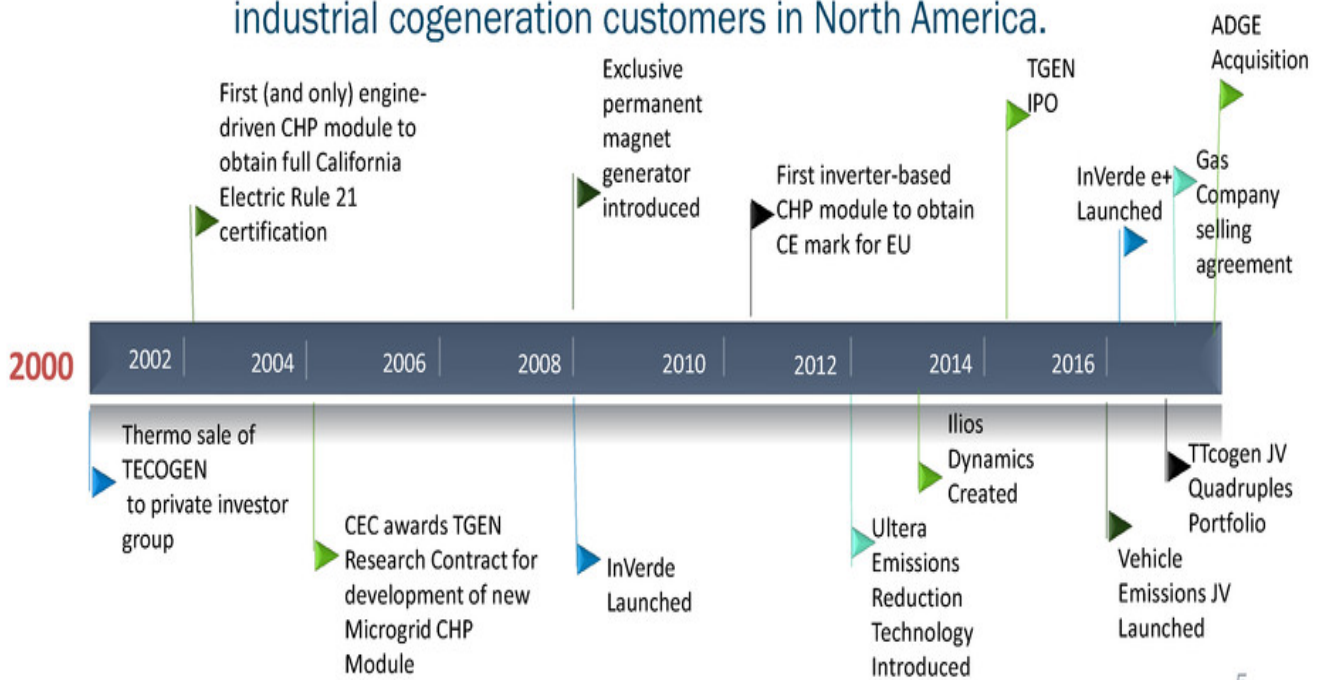 industrial cogeneration customers in North America.
First (and only) engine-
driven CHP module to
obtain full California
Electric Rule 21
certification
Exclusive
permanent
magnet
generator
introduced
First inverter-based
CHP module to obtain
CE mark for EU
TGEN
IPO
InVerde e+
Launched
Gas
Company
selling
agreement
ADGE
Acquisition
2000
2002
2004
2006
2008
2010
2012
2014
2016
Thermo sale of
TECOGEN
to private investor
group
CEC awards TGEN
Research Contract for
development of new
Microgrid CHP
Module
InVerde
Launched
Ultera
Emissions
Reduction
Technology
Introduced
Ilios
Dynamics
Created
Vehicle
Emissions JV
Launched
TTcogen JV
Quadruples
Portfolio